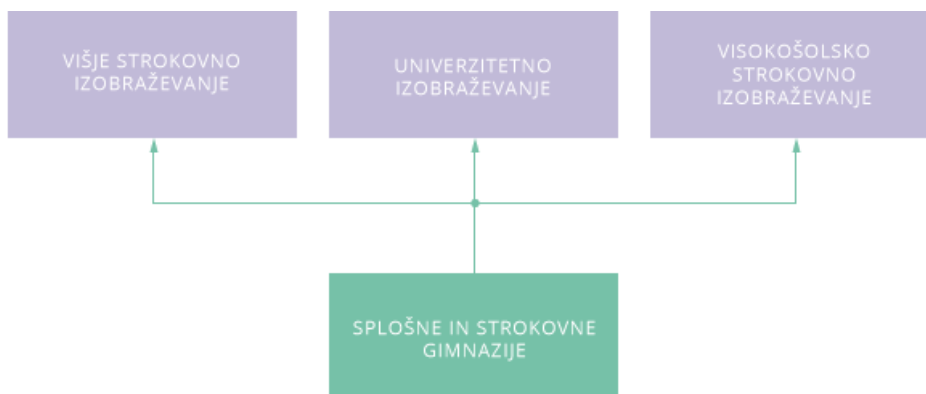 VIŠJE STROKOVNO
IZOBRAŽEVANJE
UNIVERZITETNO
IZOBRAŽEVANJE
VISOKOŠOLSKO
STROKOVNO
IZOBRAŽEVANJE
SPLOŠNE IN STROKOVNE
GIMNAZIJE